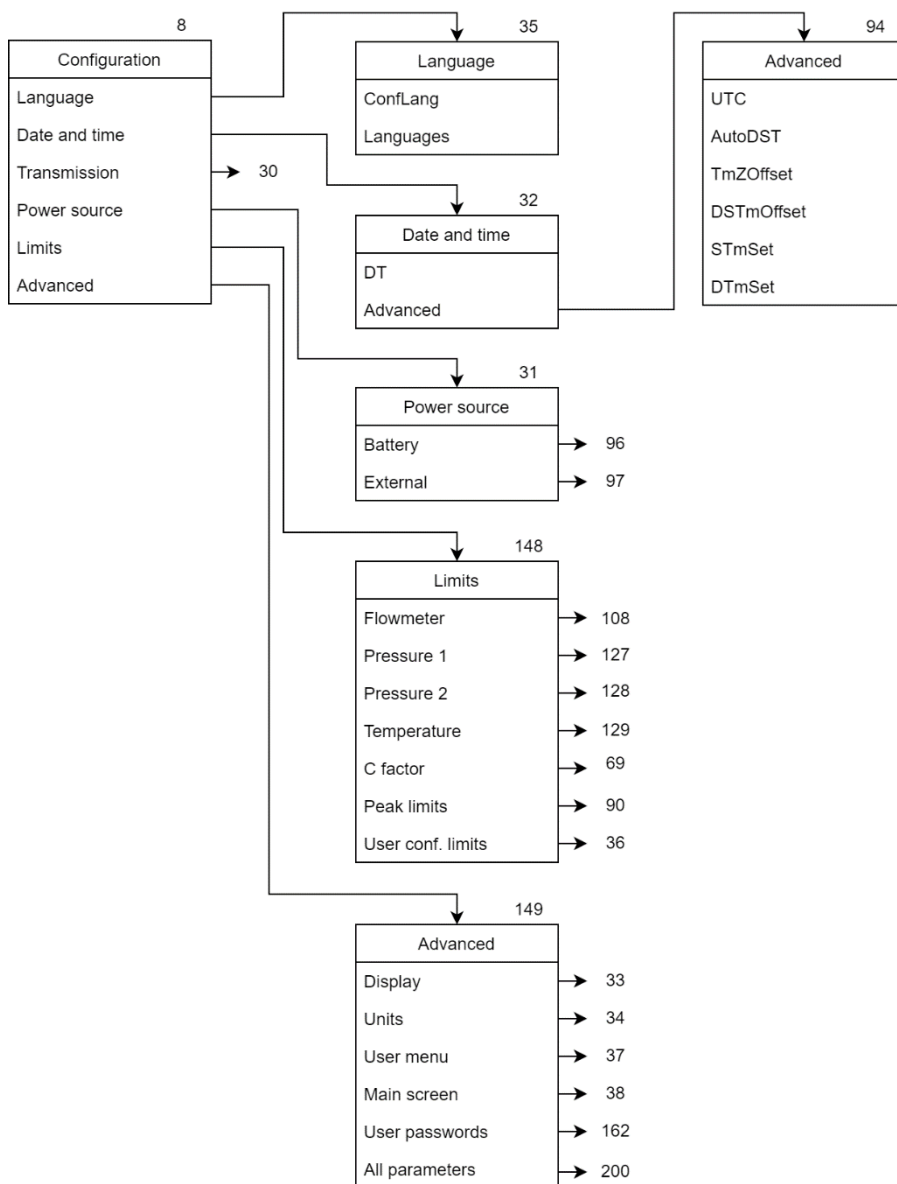 8
Configuration
Language
Date and time
Transmission
30
Power source
Limits
Advanced
35
Language
ConfLang
Languages
94
Advanced
UTC
AutoDST
TmZOffset
DSTmOffset
STmSet
DTmSet
32
Date and time
DT
Advanced
31
Power source
Battery
96
External
97
148
Limits
Flowmeter
108
Pressure 1
127
Pressure 2
128
Temperature
129
C factor
69
Peak limits
90
User conf. limits
36
149
Advanced
Display
33
Units
34
User menu
37
Main screen
38
User passwords
162
All parameters
200